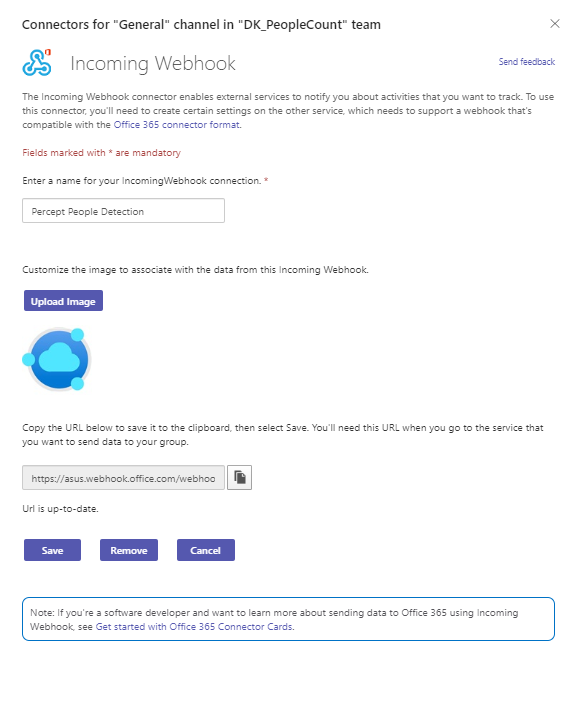 Connectors for "General" channel in "DK_PeopleCount" team
Incoming Webhook
Send feedback
The Incoming Webhook connector enables external services to notify you about activities that you want to track. To use
this connector, you'll need to create certain settings on the other service, which needs to support a webhook that's
compatible with the Office 365 connector format.
Fields marked with * are mandatory
Enter a name for your IncomingWebhook connection. *
Percept People Detection
Customize the image to associate with the data from this Incoming Webhook.
Upload Image
Copy the URL below to save it to the clipboard, then select Save. You'll need this URL when you go to the service that
you want to send data to your group.
https://asus.webhook.office.com/webhoo
Url is up-to-date.
Save Remove Cancel
Note: If you're a software developer and want to learn more about sending data to Office 365 using Incoming
Webhook, see Get started with Office 365 Connector Cards.